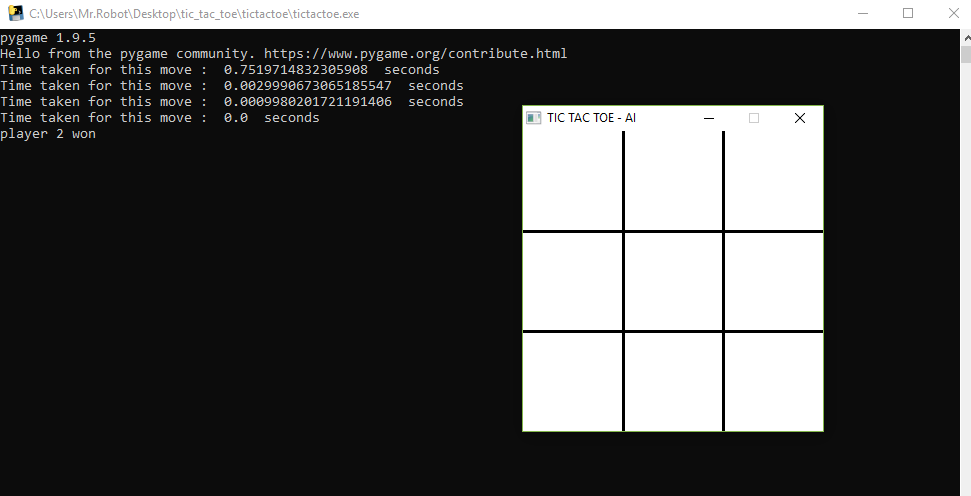 C:\Users\Mr.Robot\Desktop\tic_tac_toe\tictactoe\tictactoe.exe
pygame 1.9.5
Hello from the pygame community. https://www.pygame.org/contribute.html
Time taken for this move :  0.7519714832305908  seconds
Time taken for this move :  0.0029990673065185547  seconds
Time taken for this move :  0.0009980201721191406  seconds
Time taken for this move :  0.0  seconds
player 2 won
TIC TAC TOE - AI